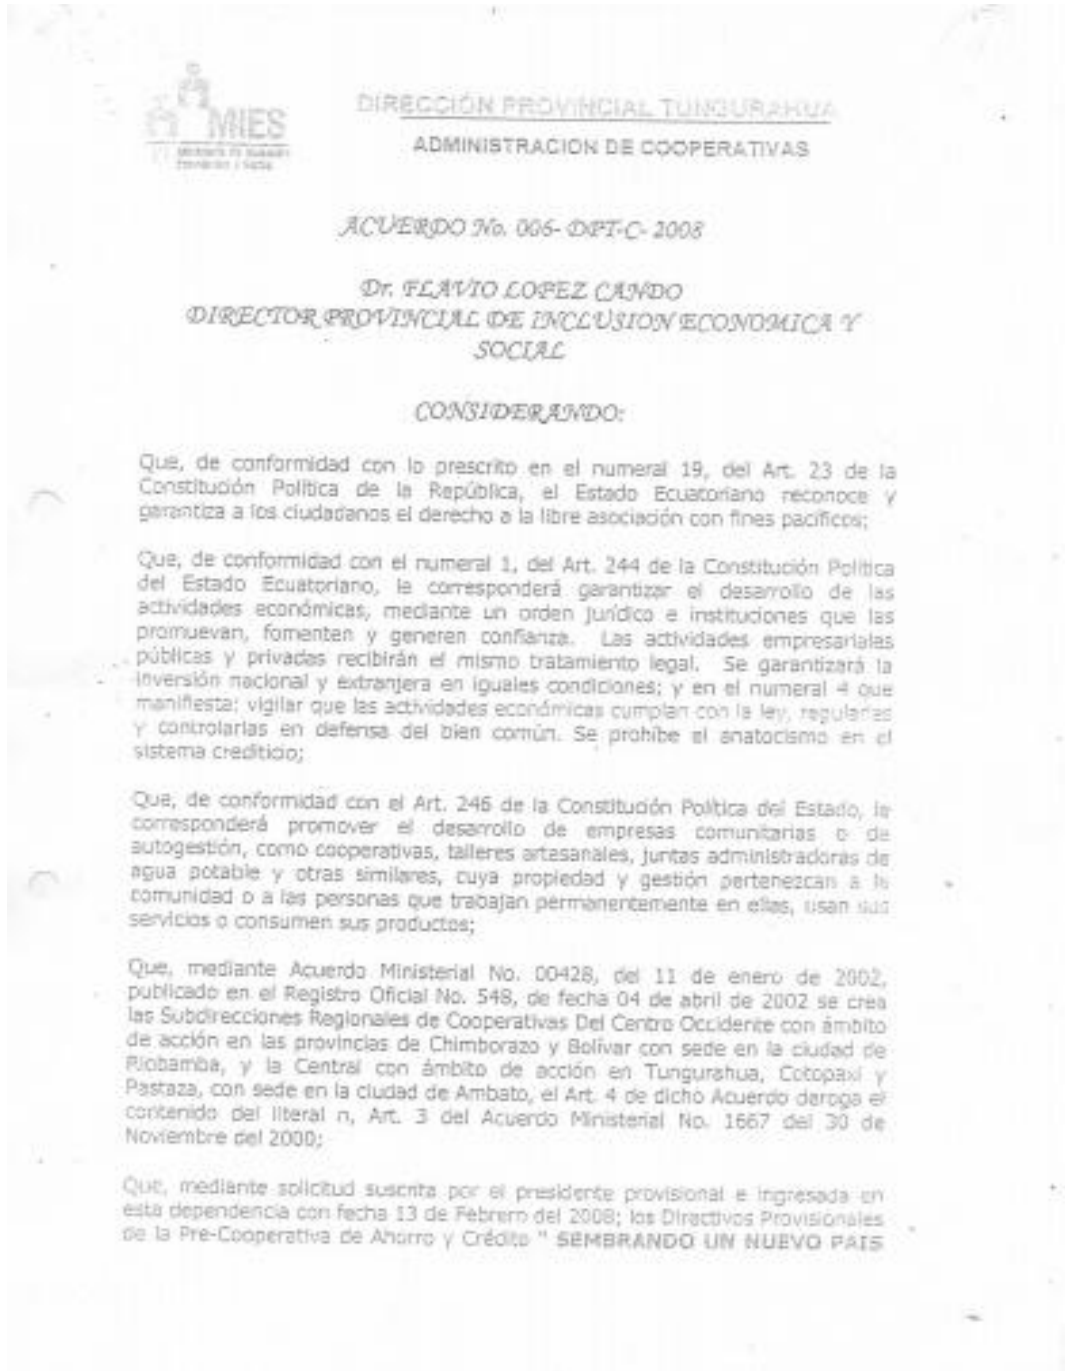 DIRECCIÓN PROVINCIAL TUNGURAHUA
MIES
ADMINISTRACION DE COOPERATIVAS
ACUERDO No. 006- DPT-C- 2008
Dr. FLAVIO LOPEZ CANDO
DIRECTOR PROVINCIAL DE INCLUSION ECONOMICA Y
SOCIAL
CONSIDERANDO:
Que, de conformidad con lo prescrito en el numeral 19, del Art. 23 de la
Constitución Política de la República, el Estado Ecuatoriano reconoce y
garantiza a los ciudadanos el derecho a la libre asociación con fines pacíficos;
Que, de conformidad con el numeral 1, del Art. 244 de la Constitución Política
del Estado Ecuatoriano, le corresponderá garantizar el desarrollo de las
actividades económicas, mediante un orden jurídico e instituciones que las
promuevan, fomenten y generen confianza. Las actividades empresariales
públicas y privadas recibirán el mismo tratamiento legal. Se garantizará la
inversión nacional y extranjera en iguales condiciones; y en el numeral 4 que
manifiesta: vigilar que las actividades económicas cumplan con la ley, regularlas
y controlarlas en defensa del bien común. Se prohíbe el anatocismo en el
sistema crediticio;
Que, de conformidad con el Art. 246 de la Constitución Política del Estado, le
corresponderá promover el desarrollo de empresas comunitarias o de
autogestión, como cooperativas, talleres artesanales, juntas administradoras de
agua potable y otras similares, cuya propiedad y gestión pertenezcan a la
comunidad o a las personas que trabajan permanentemente en ellas, usan sus
servicios o consumen sus productos;
Que, mediante Acuerdo Ministerial No. 00428, del 11 de enero de 2002,
publicado en el Registro Oficial No. 548, de fecha 04 de abril de 2002 se crea
las Subdirecciones Regionales de Cooperativas Del Centro Occidente con ámbito
de acción en las provincias de Chimborazo y Bolívar con sede en la ciudad de
Riobamba, y la Central con ámbito de acción en Tungurahua, Cotopaxi y
Pastaza, con sede en la ciudad de Ambato, el Art. 4 de dicho Acuerdo deroga el
contenido del literal n, Art. 3 del Acuerdo Ministerial No. 1667 del 30 de
Noviembre del 2000;
Que, mediante solicitud suscrita por el presidente provisional e ingresada en
esta dependencia con fecha 13 de Febrero del 2008; los Directivos Provisionales
de la Pre-Cooperativa de Ahorro y Crédito " SEMBRANDO UN NUEVO PAIS